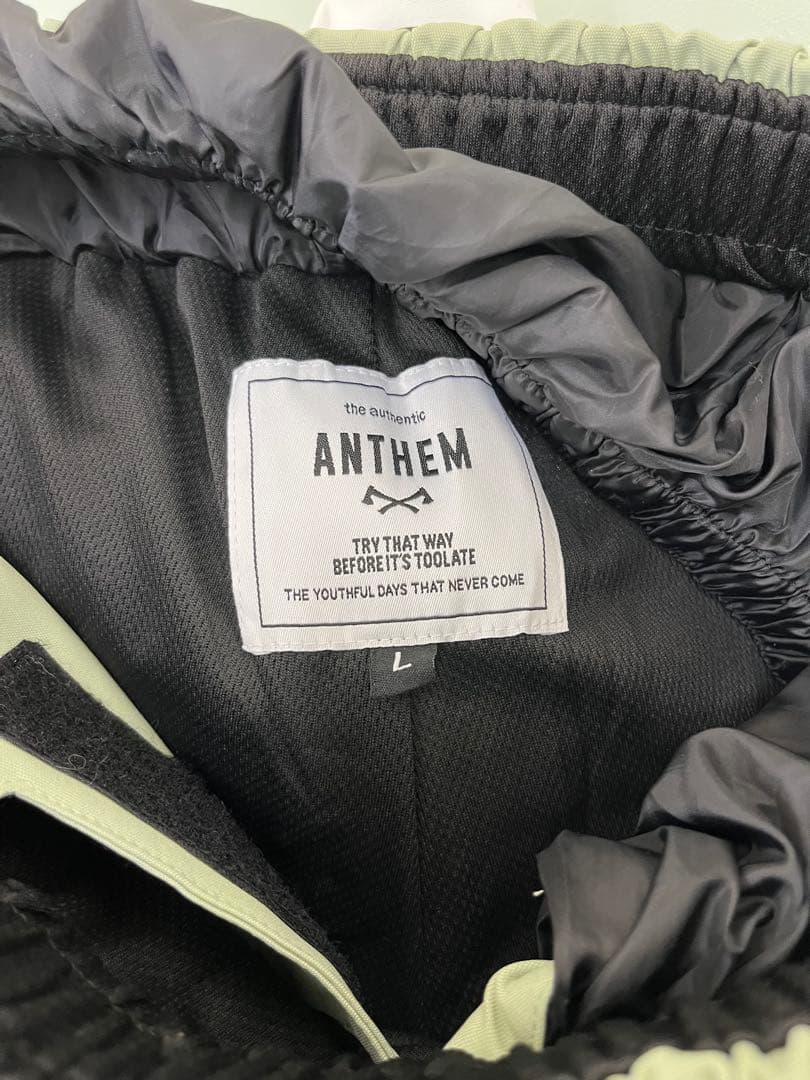 the authentic
ANTHEM
TRY THAT WAY
BEFORE IT'S TOOLATE
THE YOUTHFUL DAYS THAT NEVER COME
L